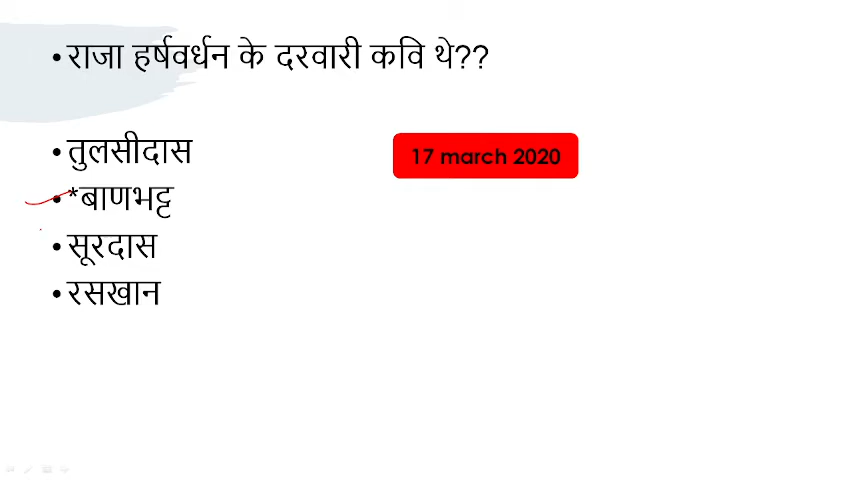 • राजा हर्षवर्धन के दरवारी कवि थे??
• तुलसीदास
17 march 2020
• *बाणभट्ट
• सूरदास
• रसखान